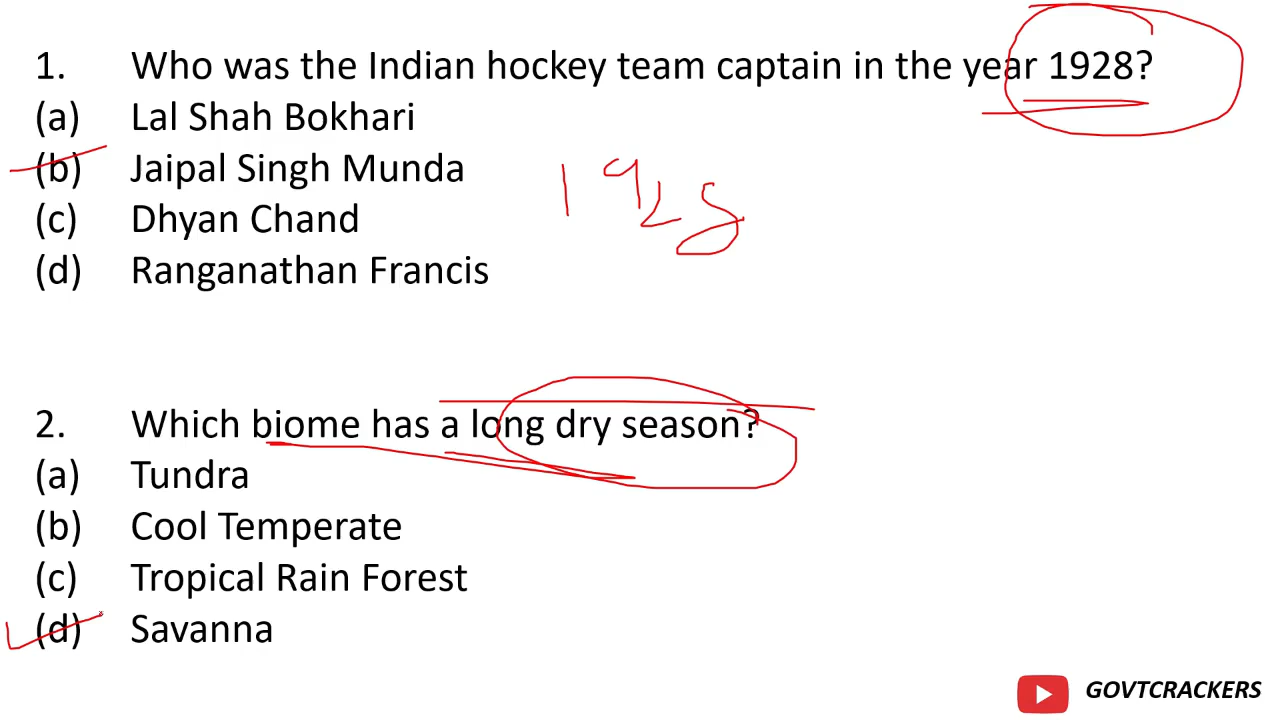 1. Who was the Indian hockey team captain in the year 1928?
(a) Lal Shah Bokhari
(b) Jaipal Singh Munda
1928
(c) Dhyan Chand
(d) Ranganathan Francis
2. Which biome has a long dry season?
(a) Tundra
(b) Cool Temperate
(c) Tropical Rain Forest
(d) Savanna
GOVTCRACKERS